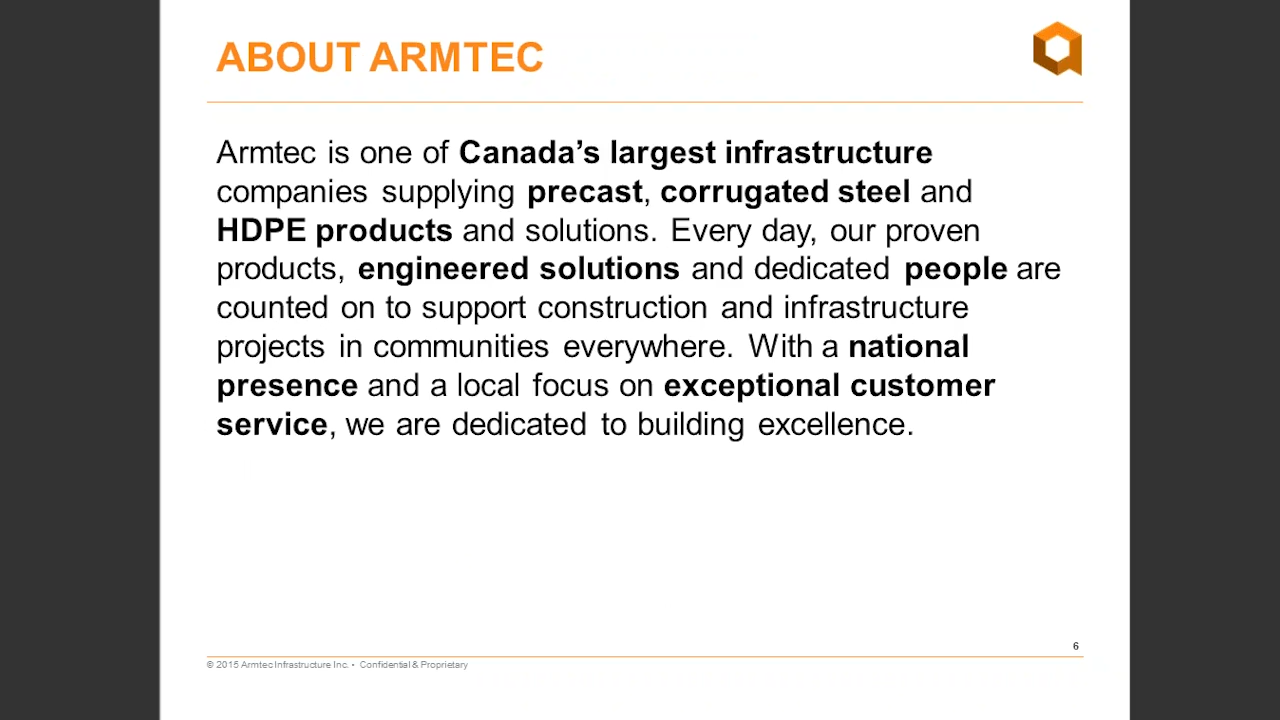 ABOUT ARMTEC
Armtec is one of Canada’s largest infrastructure
companies supplying precast, corrugated steel and
HDPE products and solutions. Every day, our proven
products, engineered solutions and dedicated people are
counted on to support construction and infrastructure
projects in communities everywhere. With a national
presence and a local focus on exceptional customer
service, we are dedicated to building excellence.
6
© 2015 Armtec Infrastructure Inc. • Confidential & Proprietary